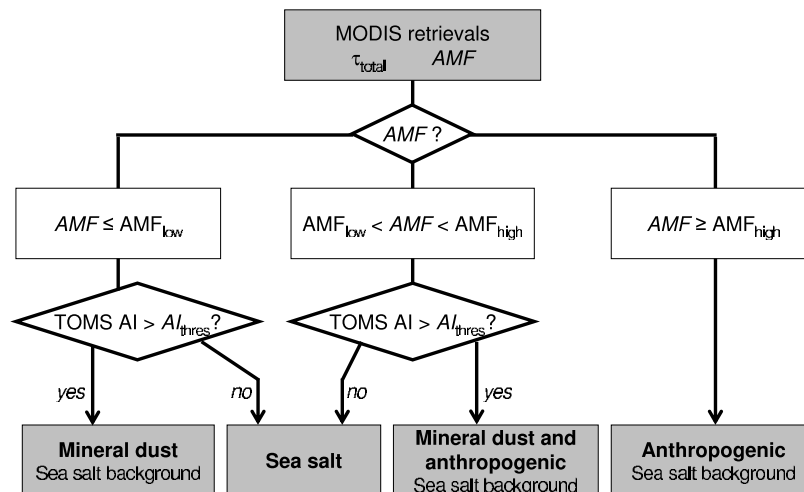 MODIS retrievals
τtotal AMF
AMF ?
AMF ≤ AMFlow
AMFlow < AMF < AMFhigh
AMF ≥ AMFhigh
TOMS AI > AIthres?
TOMS AI > AIthres?
yes
no
no
yes
Mineral dust
Sea salt background
Sea salt
Mineral dust and
anthropogenic
Sea salt background
Anthropogenic
Sea salt background